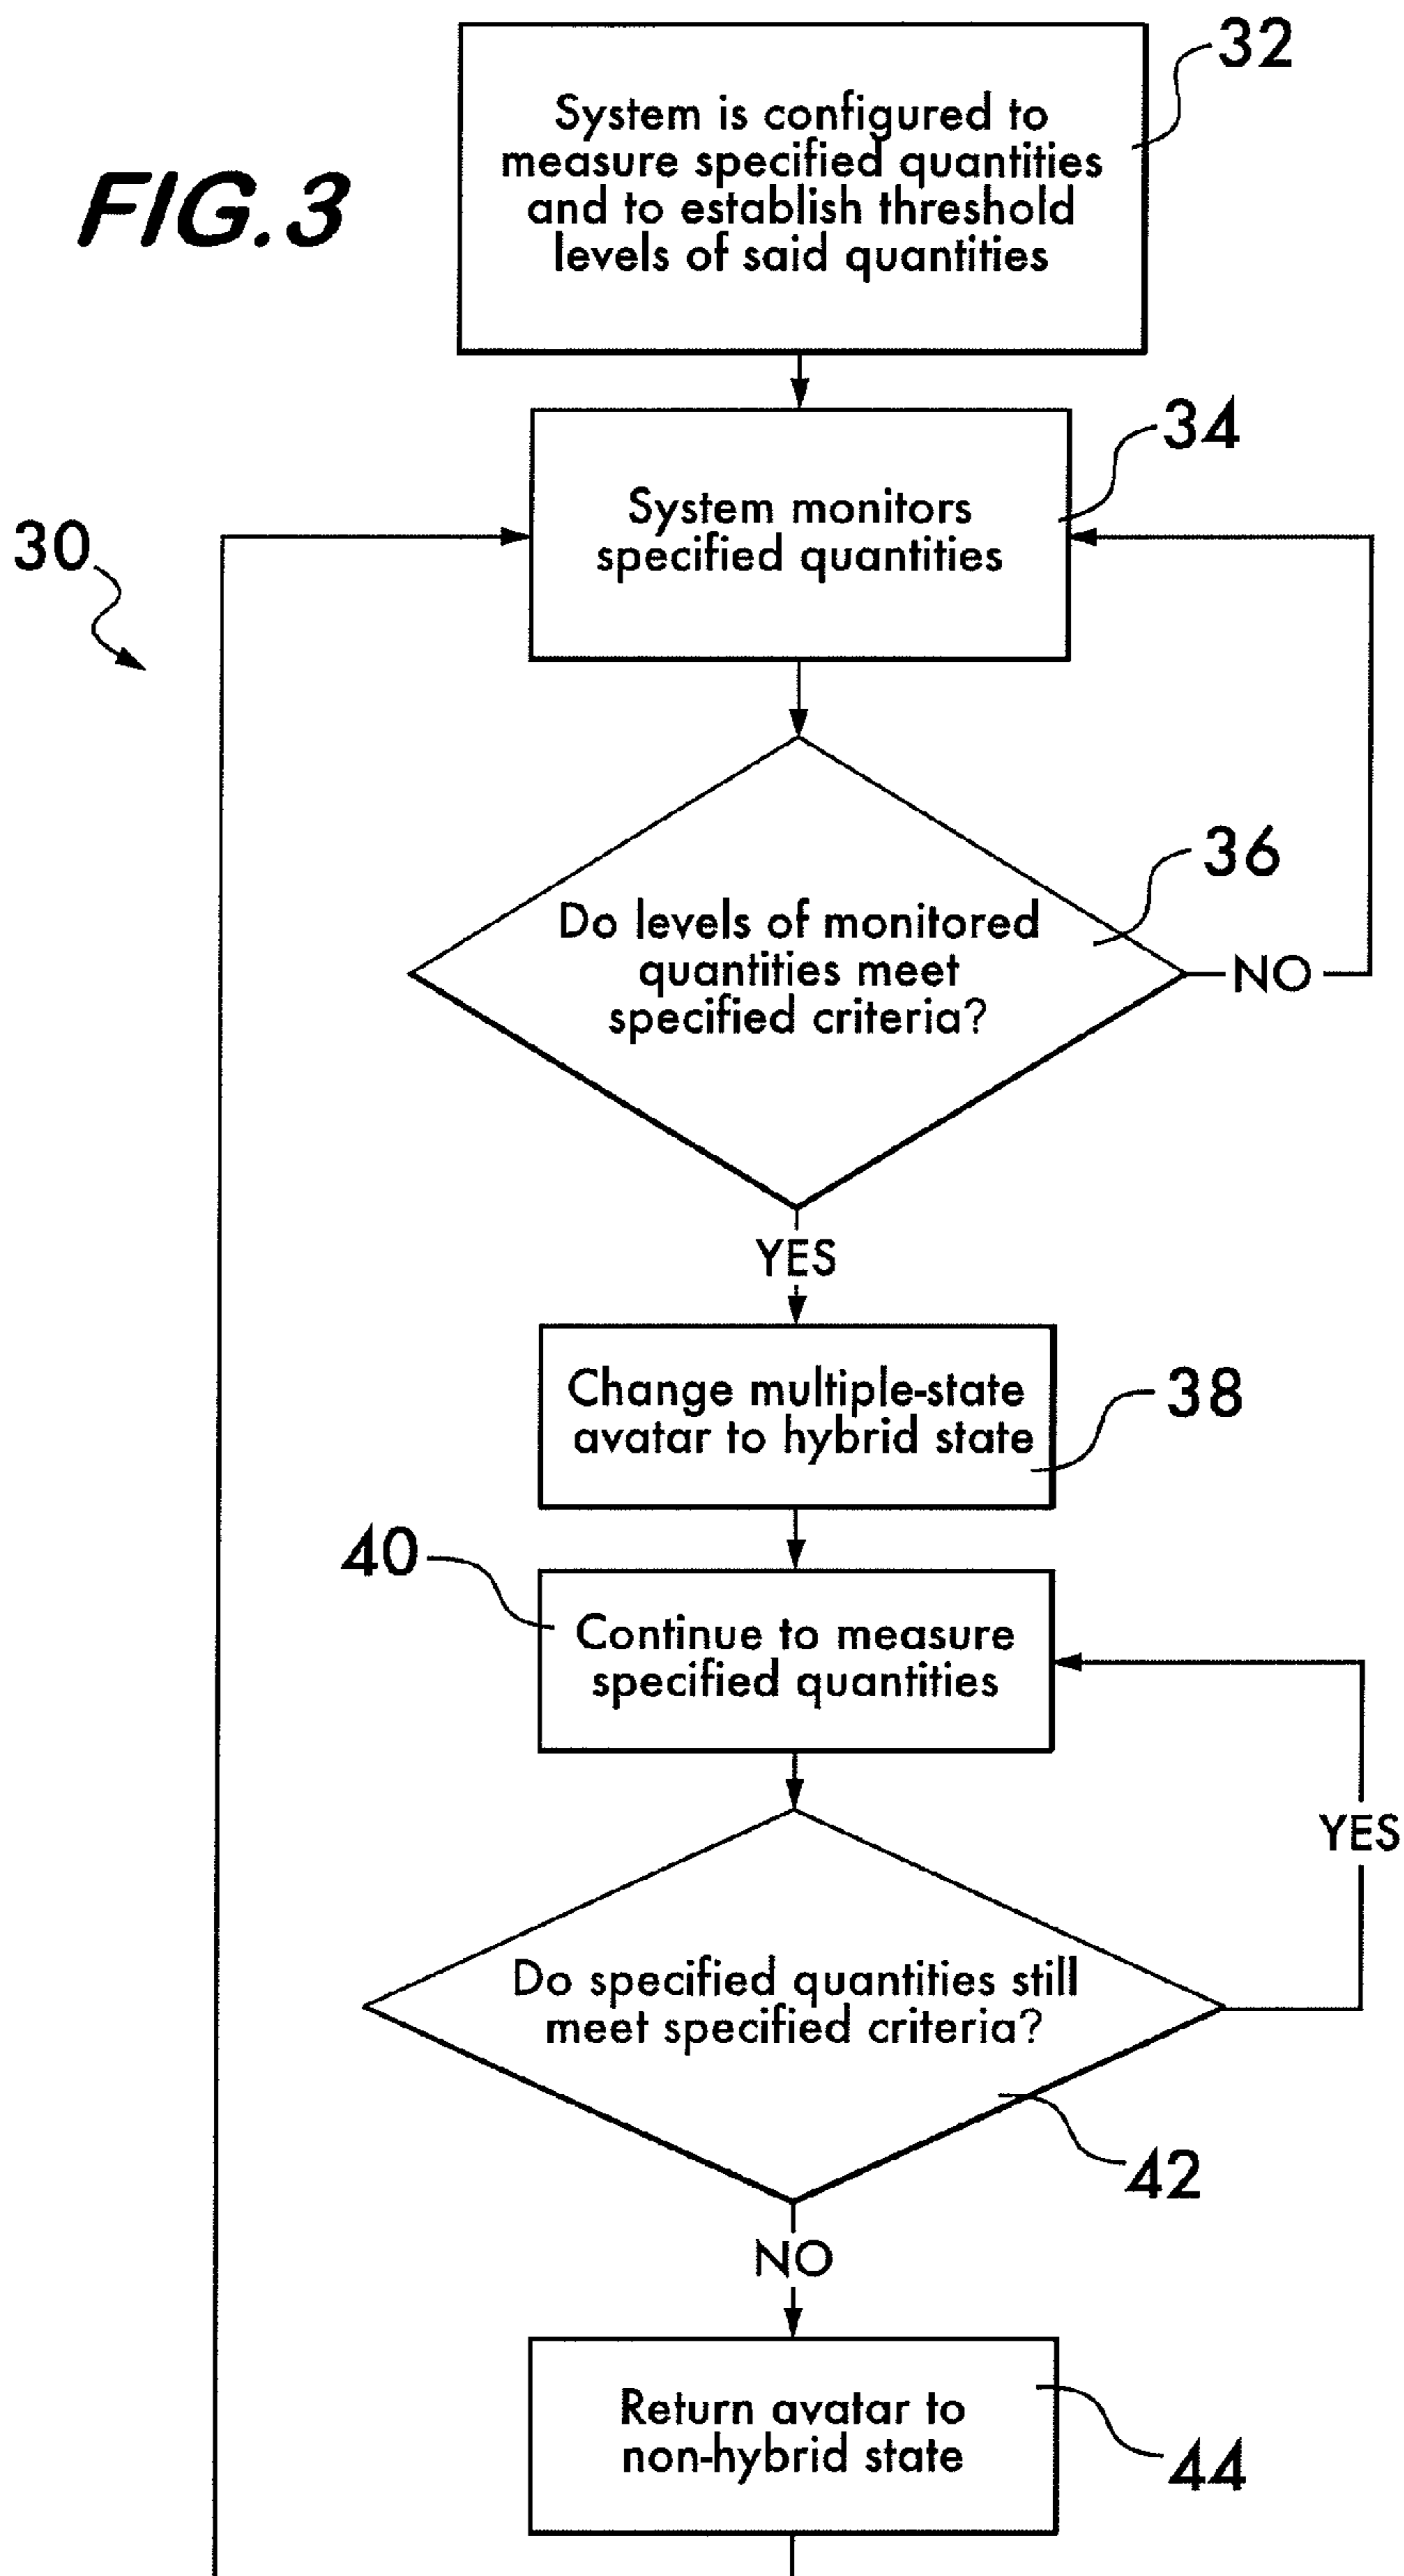 32
System is configured to
measure specified quantities
and to establish threshold
levels of said quantities
FIG.3
34
System monitors
specified quantities
30
36
Do levels of monitored
quantities meet
specified criteria?
NO
YES
Change multiple-state
avatar to hybrid state
38
40
Continue to measure
specified quantities
YES
Do specified quantities still
meet specified criteria?
42
NO
Return avatar to
non-hybrid state
44